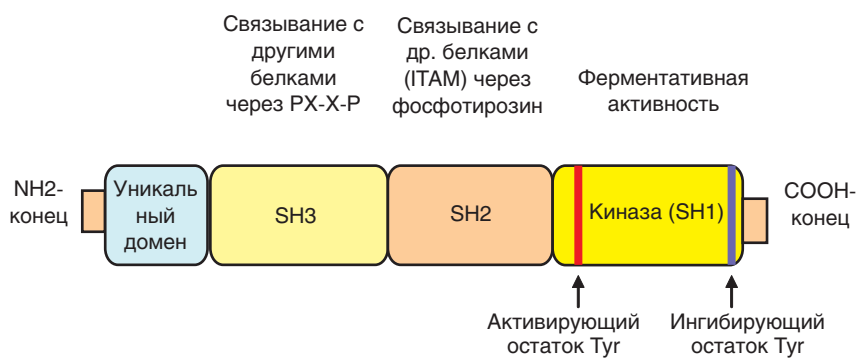 Связывание с
другими
белками
через PX-X-P
Связывание с
др. белками
(ITAM) через
фосфотирозин
Ферментативная
активность
NH2-
конец
Уникаль
ный
домен
SH3
SH2
Киназа (SH1)
COOH-
конец
Активирующий
остаток Tyr
Ингибирующий
остаток Tyr